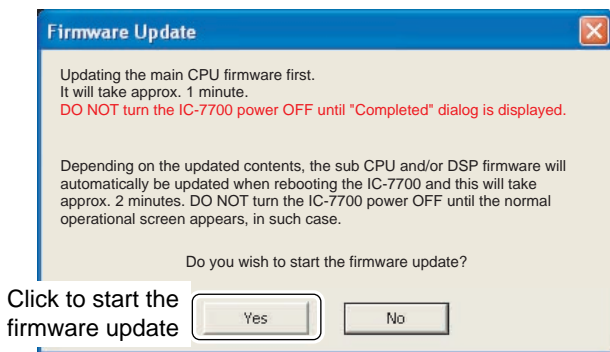 Firmware Update
Updating the main CPU firmware first.
It will take approx. 1 minute.
DO NOT turn the IC-7700 power OFF until "Completed" dialog is displayed.
Depending on the updated contents, the sub CPU and/or DSP firmware will
automatically be updated when rebooting the IC-7700 and this will take
approx. 2 minutes. DO NOT turn the IC-7700 power OFF until the normal
operational screen appears, in such case.
Do you wish to start the firmware update?
Click to start the
firmware update
Yes
No